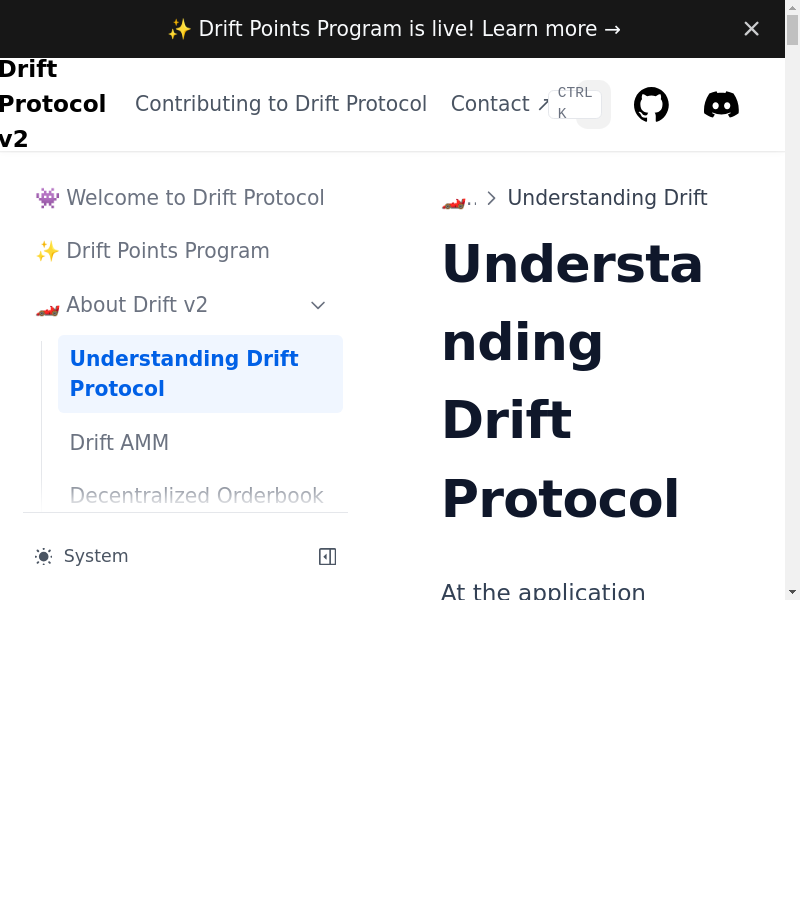 ✨ Drift Points Program is live! Learn more →
Drift
Protocol
v2
Contributing to Drift Protocol
Contact ↗
CTRL
K
👾 Welcome to Drift Protocol
✨ Drift Points Program
🏎️ About Drift v2
Understanding Drift
Protocol
Drift AMM
Decentralized Orderbook
System
🏎️.. > Understanding Drift
Understa
nding
Drift
Protocol
At the application